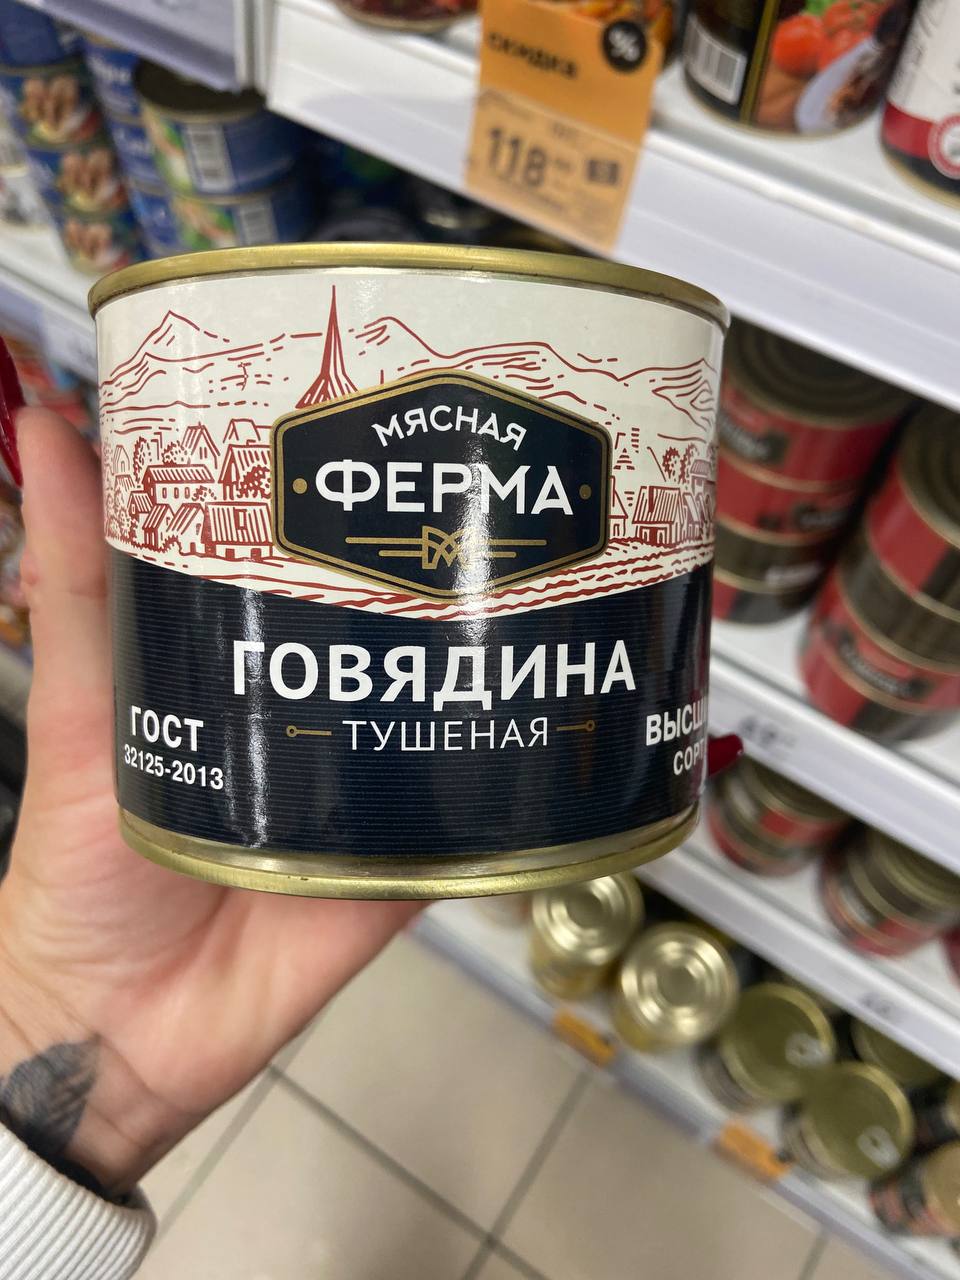 скидка
%
118
МЯСНАЯ
ФЕРМА
ГОВЯДИНА
ТУШЕНАЯ
ГОСТ
32125-2013
ВЫСШ
СОРТ